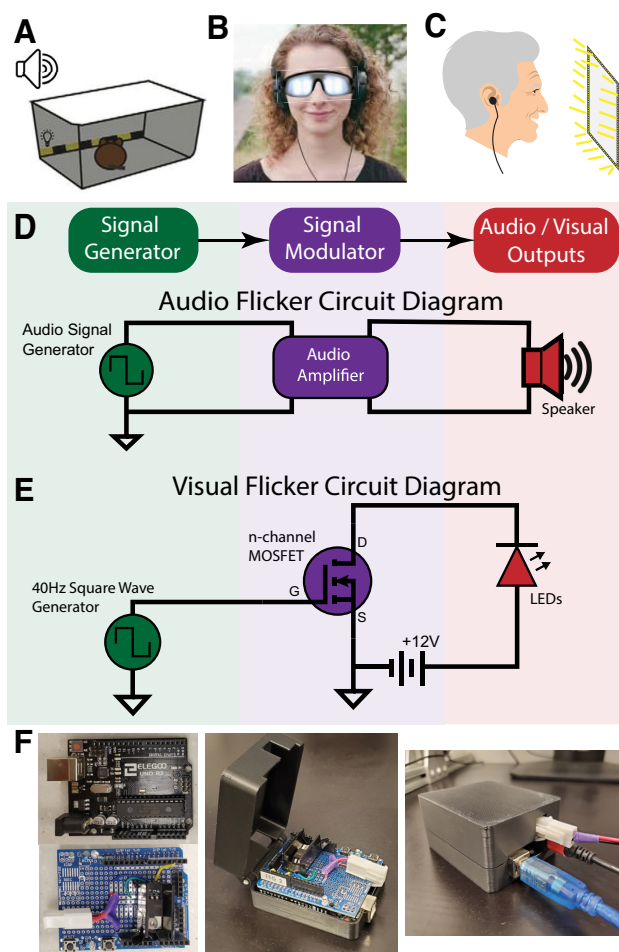 A
B
C
D
Signal
Generator
Signal
Modulator
Audio / Visual
Outputs
Audio Flicker Circuit Diagram
Audio Signal
Generator
Audio
Amplifier
Speaker
E
Visual Flicker Circuit Diagram
n-channel
MOSFET
D
G
S
40Hz Square Wave
Generator
+12V
LEDs
F
ELEGOO
UNO R3